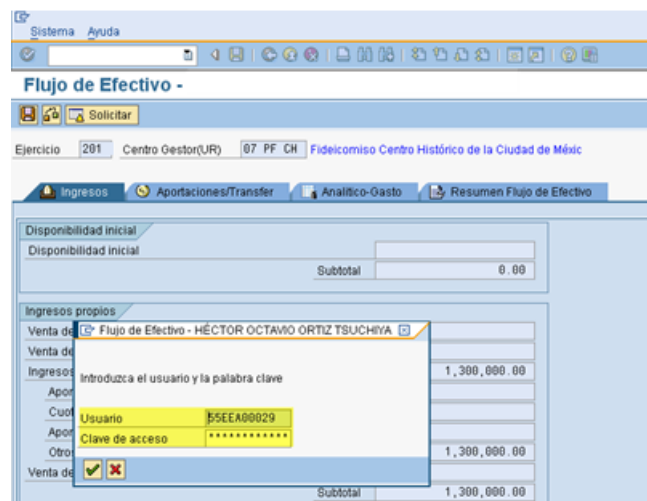 Sistema Ayuda
Flujo de Efectivo -
Solicitar
Ejercicio 201 Centro Gestor(UR) 07 PF CH Fideicomiso Centro Histórico de la Ciudad de Méxic
Ingresos Aportaciones/Transfer Analítico-Gasto Resumen Flujo de Efectivo
Disponibilidad inicial
Disponibilidad inicial
Subtotal 0.00
Ingresos propios
Venta de
Flujo de Efectivo - HÉCTOR OCTAVIO ORTIZ TSUCHIYA
Venta de
Ingresos 1,300,000.00
Introduzca el usuario y la palabra clave
Apor
Cuot
Usuario 55EEA00029
Apor
Clave de acceso ************
Otros 1,300,000.00
Venta de
Subtotal 1,300,000.00